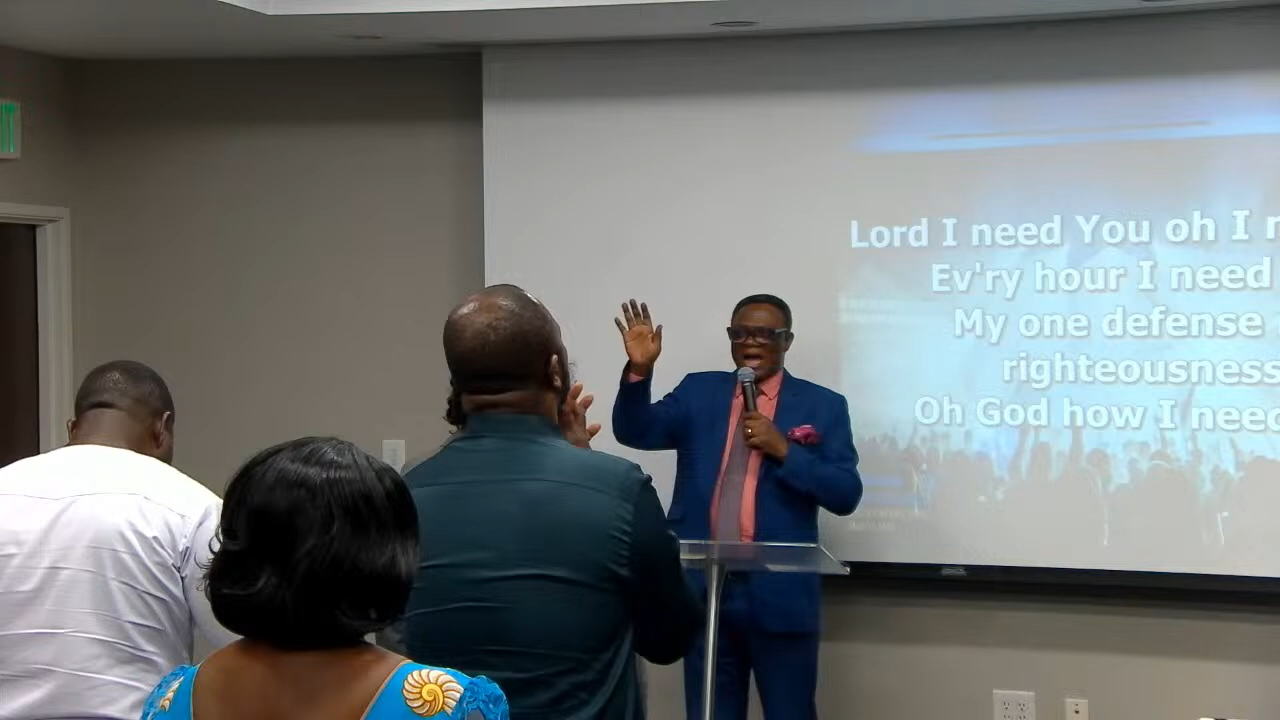 Lord I need You oh I
Ev'ry hour I need
My one defense
righteousness
Oh God how I need